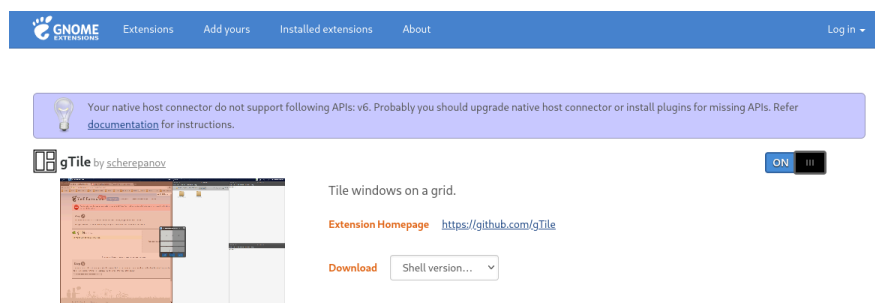 GNOME
EXTENSIONS
Extensions
Add yours
Installed extensions
About
Log in
Your native host connector do not support following APIs: v6. Probably you should upgrade native host connector or install plugins for missing APIs. Refer
documentation for instructions.
gTile by scherepanov
ON
Tile windows on a grid.
Extension Homepage https://github.com/gTile
Download Shell version...